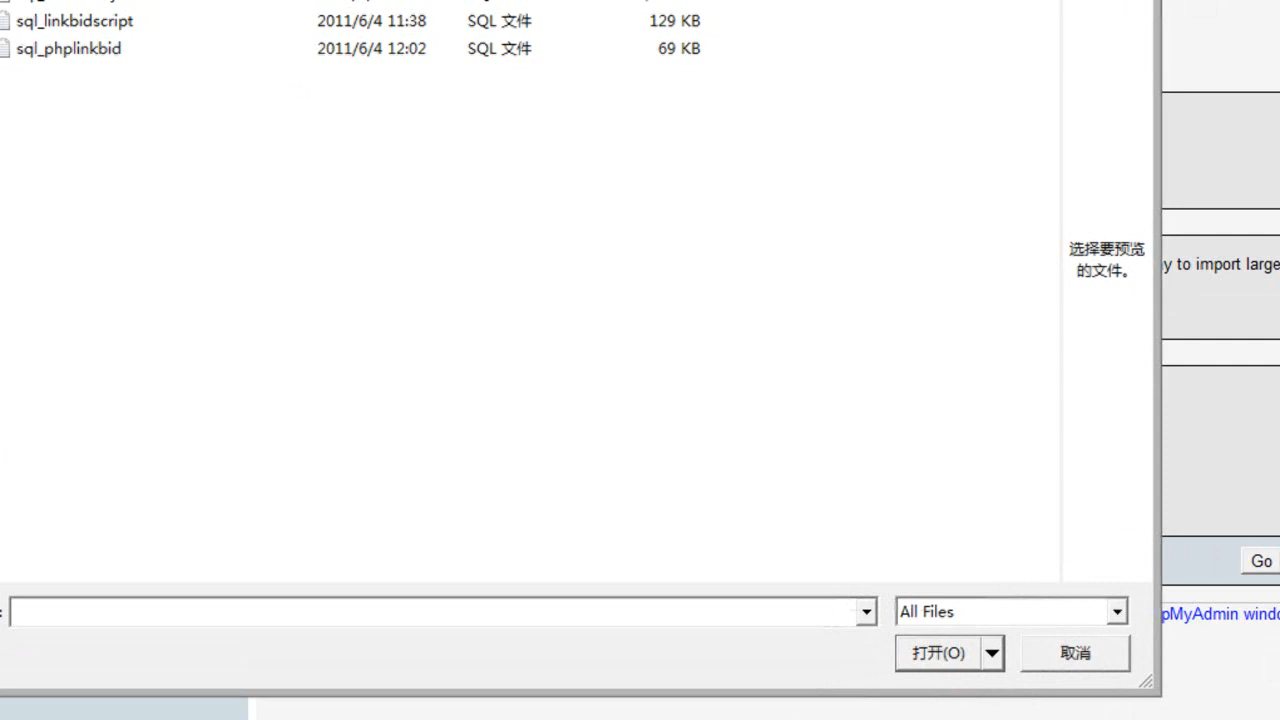 sql_linkbidscript 2011/6/4 11:38 SQL 文件 129 KB
sql_phplinkbid 2011/6/4 12:02 SQL 文件 69 KB
选择要预览
的文件。
y to import large
Go
: All Files
pMyAdmin windo
打开(O) 取消